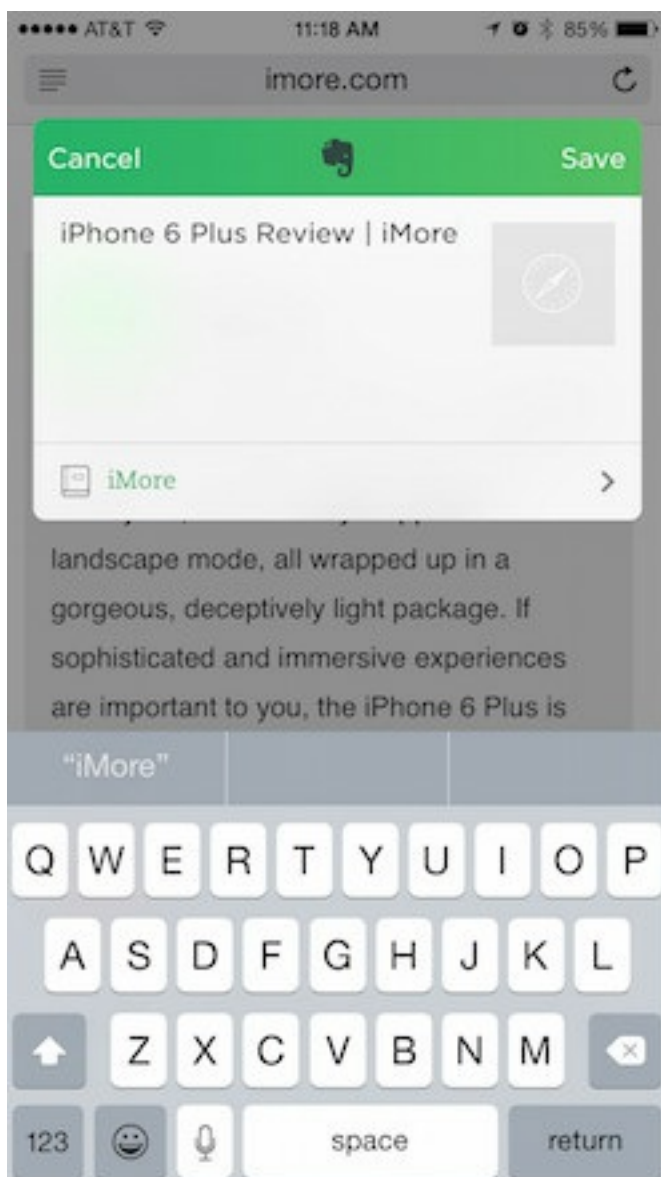 AT&T 11:18 AM 85%
imore.com
Cancel Save
iPhone 6 Plus Review | iMore
iMore
landscape mode, all wrapped up in a
gorgeous, deceptively light package. If
sophisticated and immersive experiences
are important to you, the iPhone 6 Plus is
“iMore”
Q W E R T Y U I O P
A S D F G H J K L
Z X C V B N M
123 space return